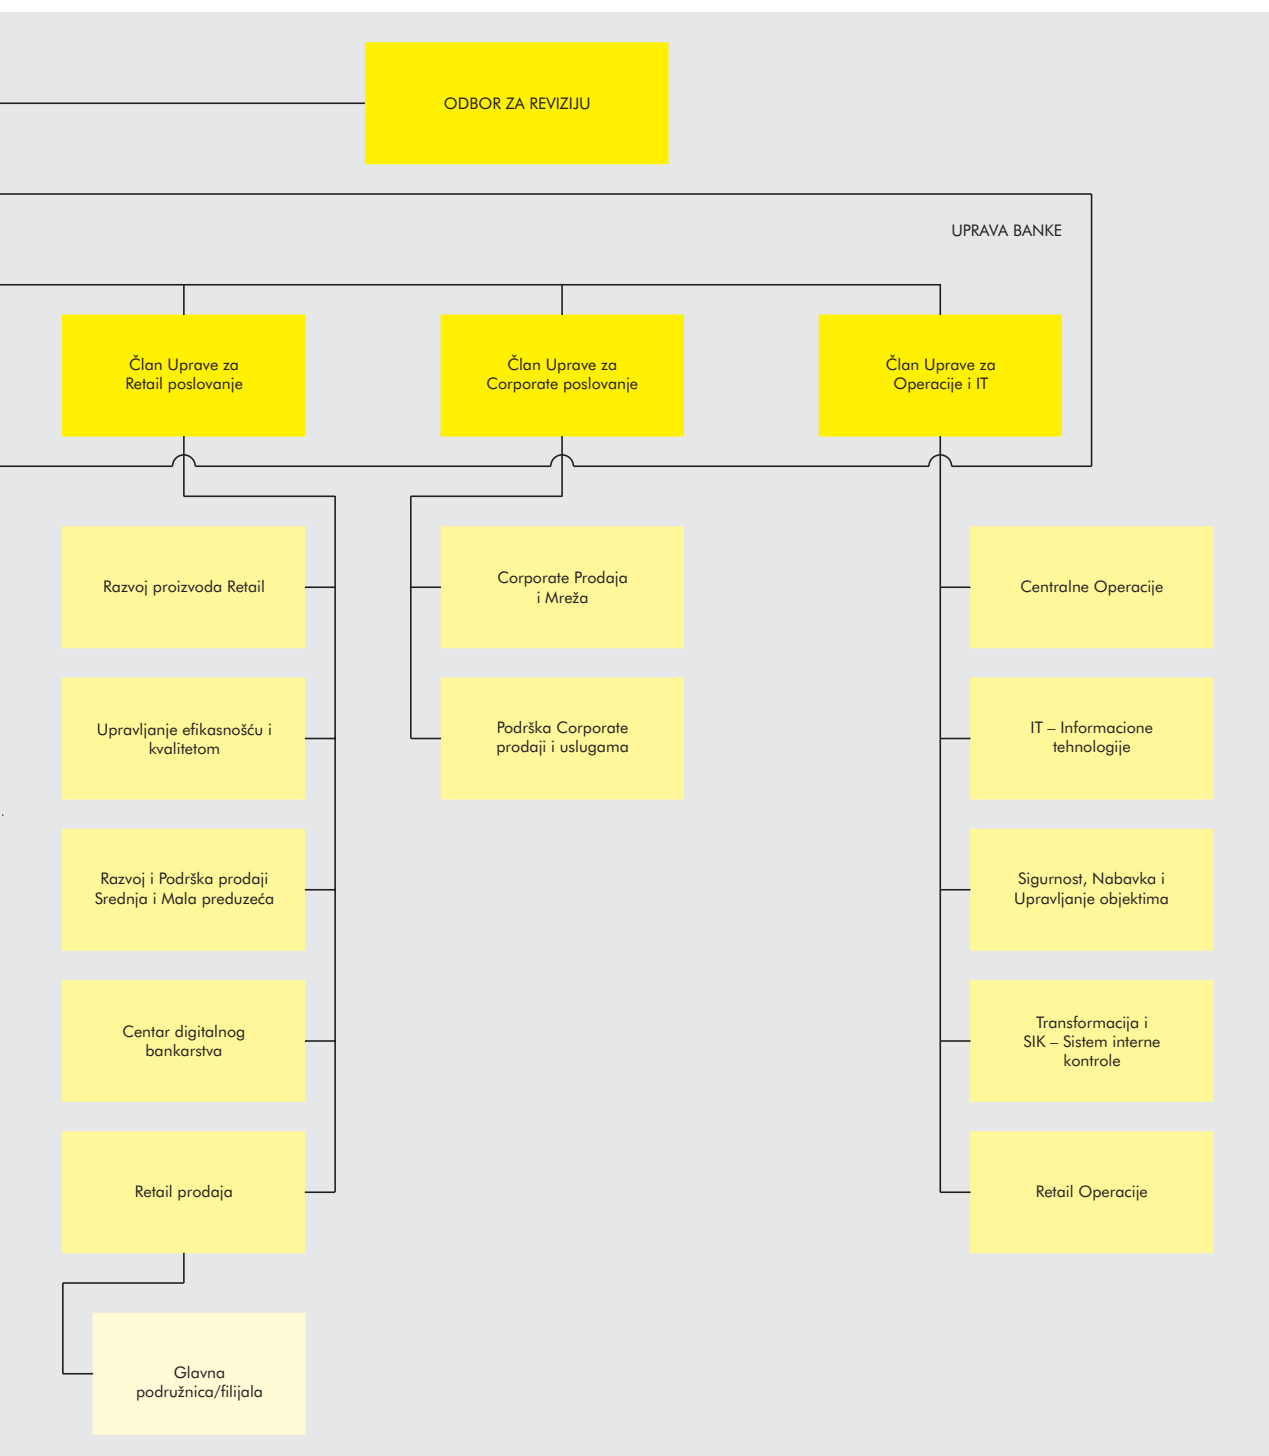 ODBOR ZA REVIZIJU
UPRAVA BANKE
Član Uprave za
Retail poslovanje
Član Uprave za
Corporate poslovanje
Član Uprave za
Operacije i IT
Razvoj proizvoda Retail
Corporate Prodaja
i Mreža
Centralne Operacije
Upravljanje efikasnošću i
kvalitetom
Podrška Corporate
prodaji i uslugama
IT – Informacione
tehnologije
.
Razvoj i Podrška prodaji
Srednja i Mala preduzeća
Sigurnost, Nabavka i
Upravljanje objektima
Centar digitalnog
bankarstva
Transformacija i
SIK – Sistem interne
kontrole
Retail prodaja
Retail Operacije
Glavna
podružnica/filijala